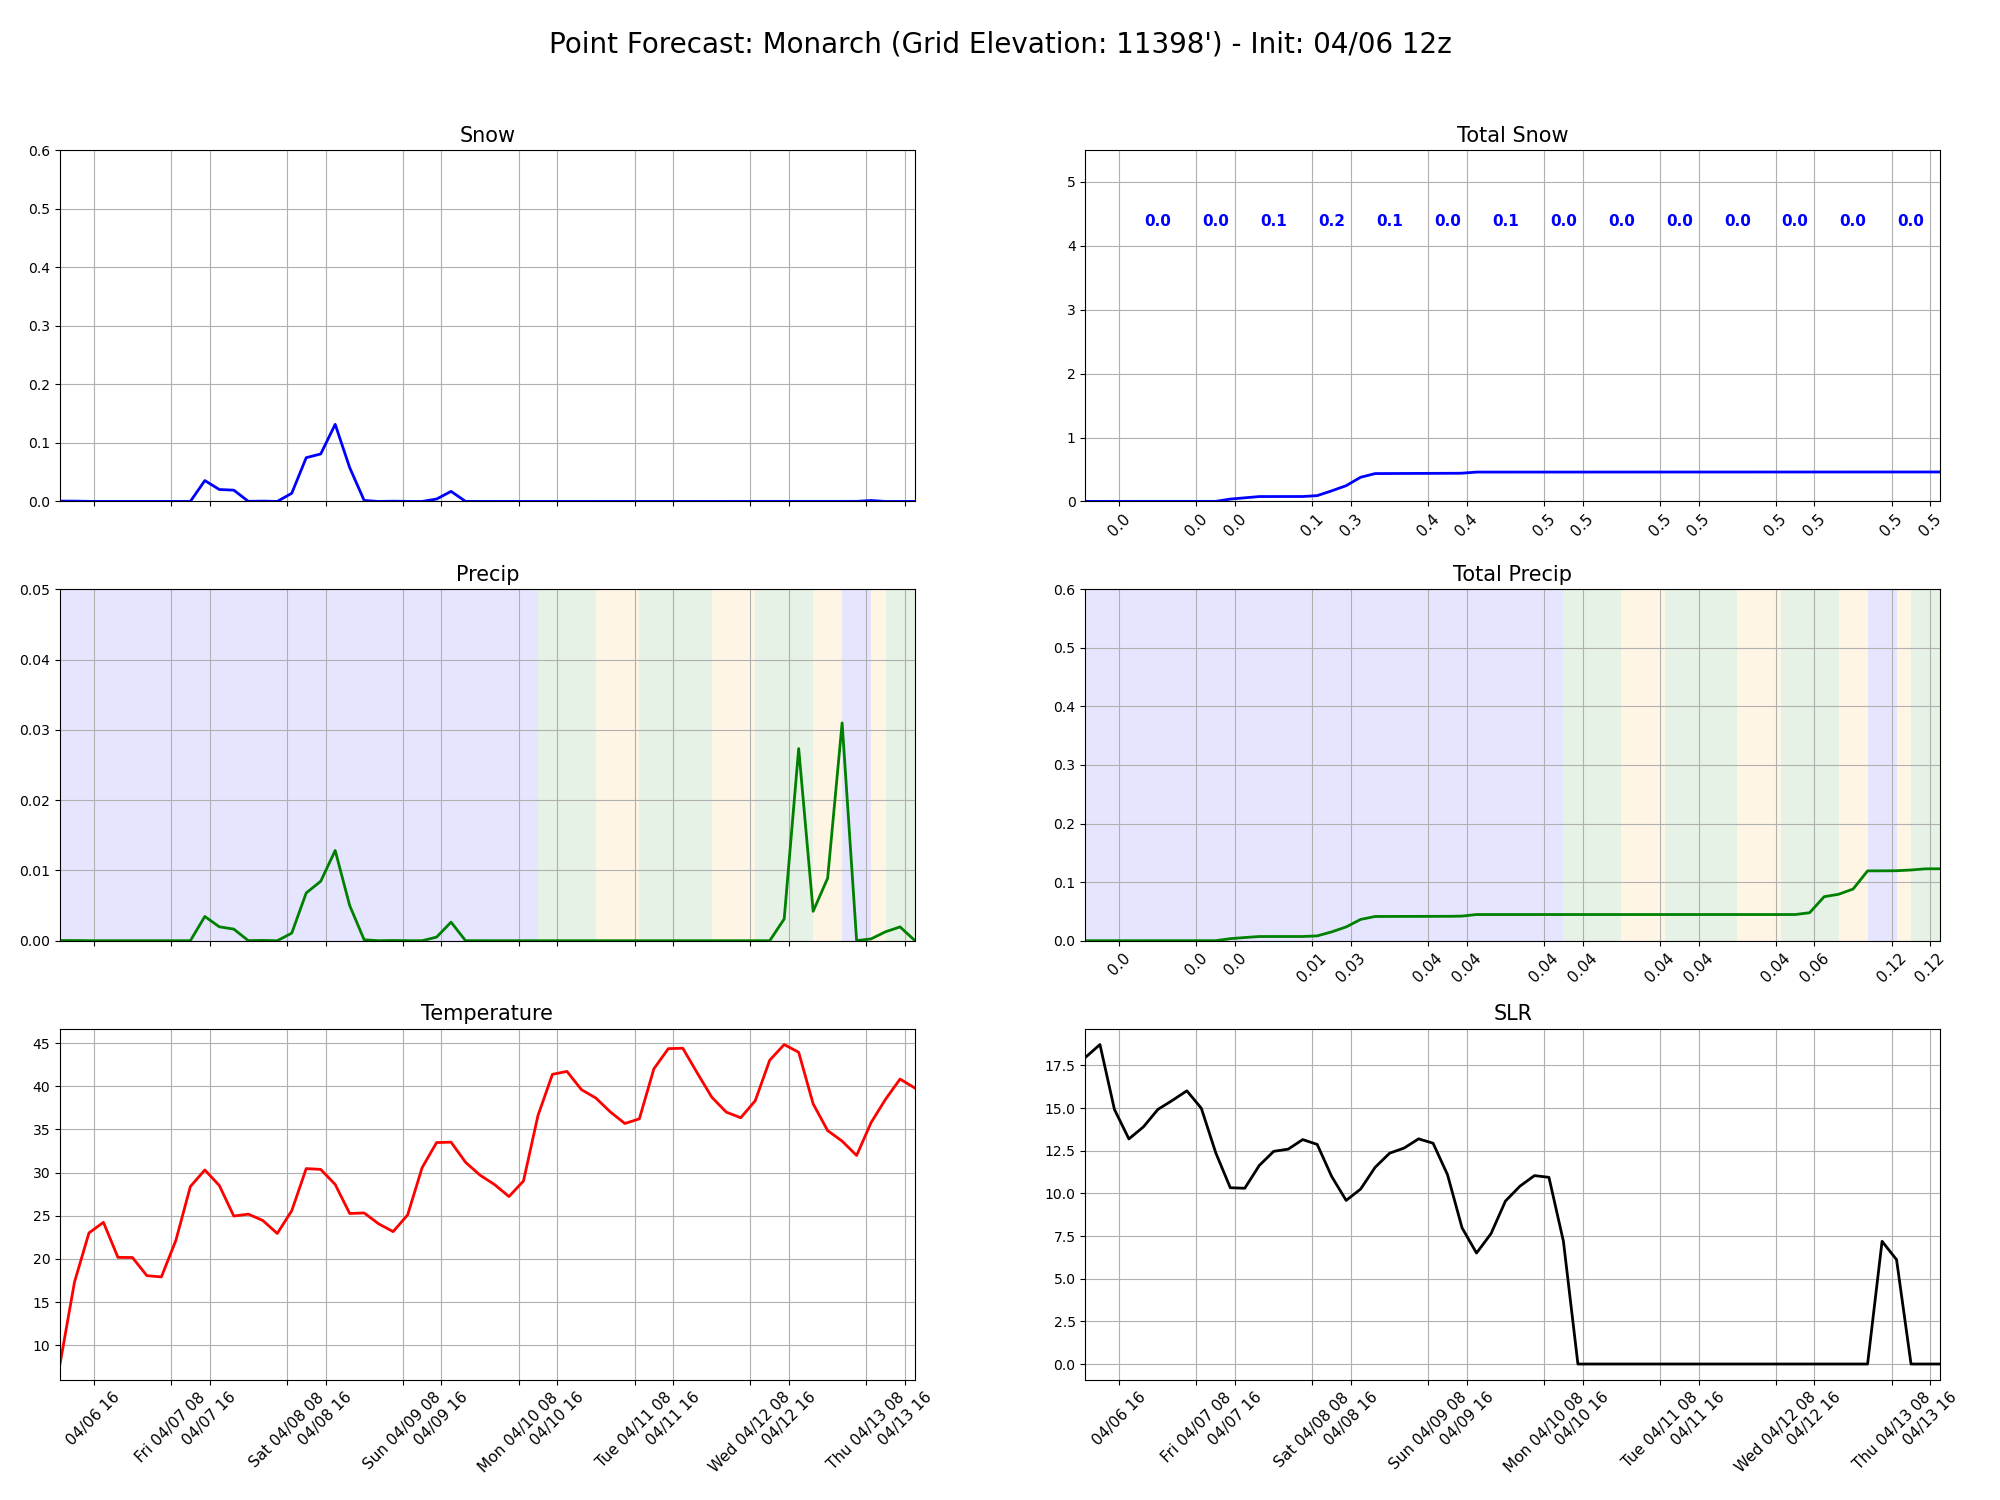 Point Forecast: Monarch (Grid Elevation: 11398') - Init: 04/06 12z
Snow
0.6
0.5
0.4
0.3
0.2
0.1
0.0
Total Snow
5
4
3
2
1
0
0.0 0.0 0.1 0.2 0.1 0.0 0.1 0.0 0.0 0.0 0.0 0.0 0.0 0.0
0.0 0.0 0.0 0.1 0.3 0.4 0.4 0.5 0.5 0.5 0.5 0.5 0.5 0.5 0.5
Precip
0.05
0.04
0.03
0.02
0.01
0.00
Total Precip
0.6
0.5
0.4
0.3
0.2
0.1
0.0
0.0 0.0 0.0 0.01 0.03 0.04 0.04 0.04 0.04 0.04 0.04 0.04 0.06 0.12 0.12
Temperature
45
40
35
30
25
20
15
10
04/06 16
Fri 04/07 08
04/07 16
Sat 04/08 08
04/08 16
Sun 04/09 08
04/09 16
Mon 04/10 08
04/10 16
Tue 04/11 08
04/11 16
Wed 04/12 08
04/12 16
Thu 04/13 08
04/13 16
SLR
17.5
15.0
12.5
10.0
7.5
5.0
2.5
0.0
04/06 16
Fri 04/07 08
04/07 16
Sat 04/08 08
04/08 16
Sun 04/09 08
04/09 16
Mon 04/10 08
04/10 16
Tue 04/11 08
04/11 16
Wed 04/12 08
04/12 16
Thu 04/13 08
04/13 16